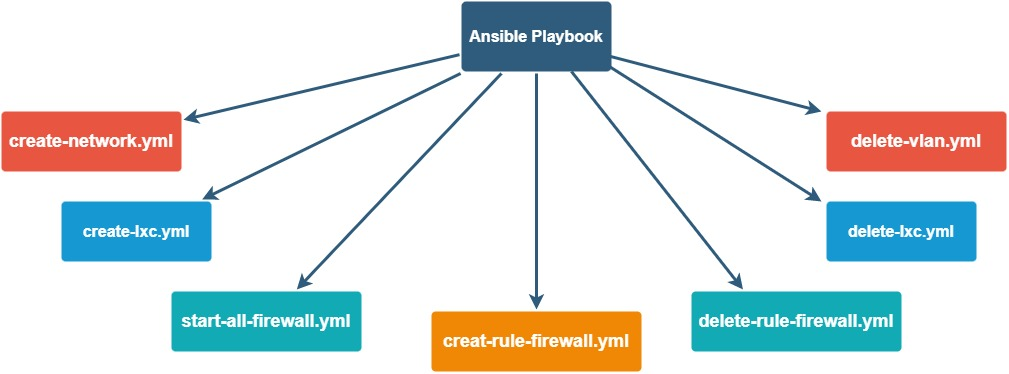 Ansible Playbook
create-network.yml
delete-vlan.yml
create-lxc.yml
delete-lxc.yml
start-all-firewall.yml
creat-rule-firewall.yml
delete-rule-firewall.yml